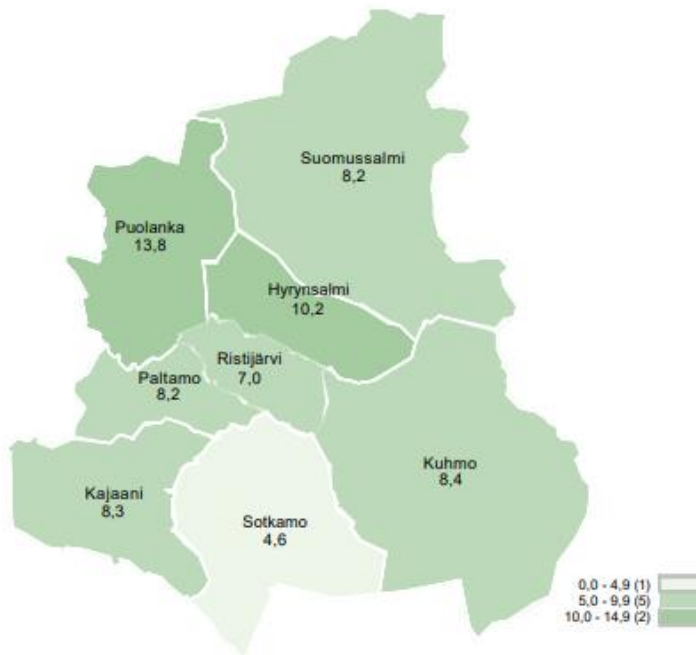 Suomussalmi
8,2
Puolanka
13,8
Hyrynsalmi
10,2
Ristijärvi
7,0
Paltamo
8,2
Kuhmo
8,4
Kajaani
8,3
Sotkamo
4,6
0,0 - 4,9 (1)
5,0 - 9,9 (5)
10,0 - 14,9 (2)